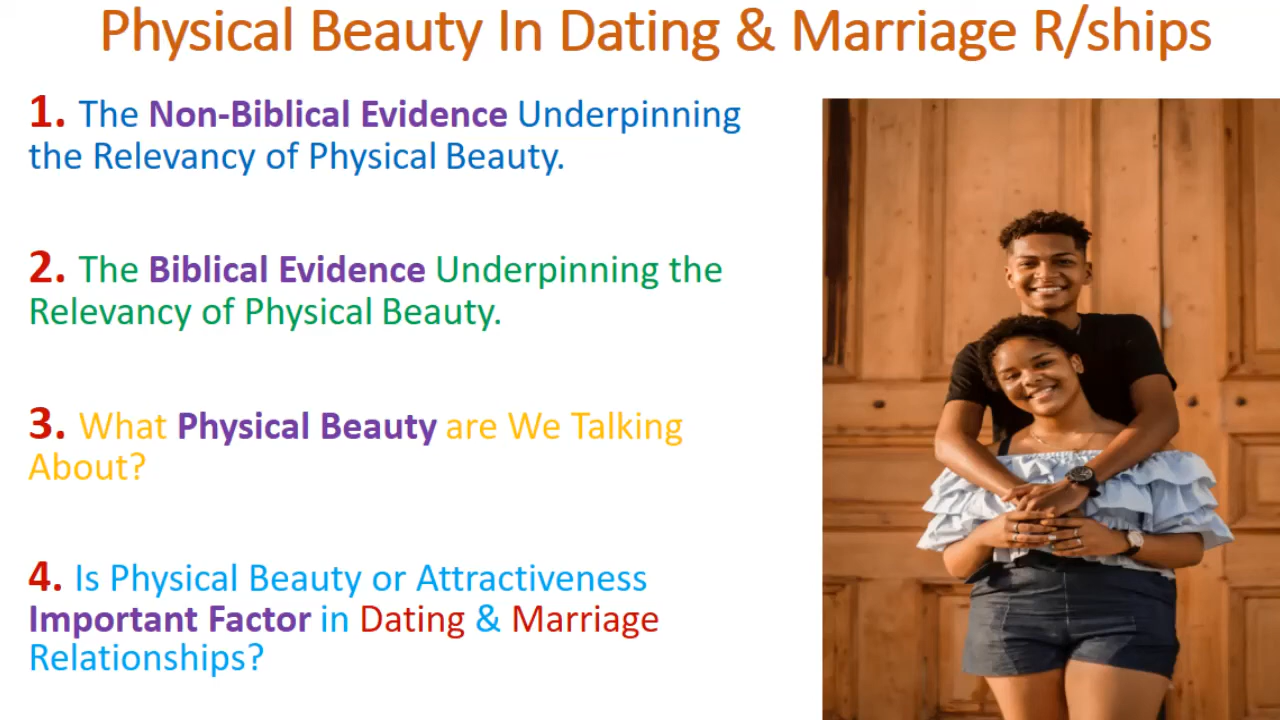 Physical Beauty In Dating & Marriage R/ships
1. The Non-Biblical Evidence Underpinning
the Relevancy of Physical Beauty.
2. The Biblical Evidence Underpinning the
Relevancy of Physical Beauty.
3. What Physical Beauty are We Talking
About?
4. Is Physical Beauty or Attractiveness
Important Factor in Dating & Marriage
Relationships?